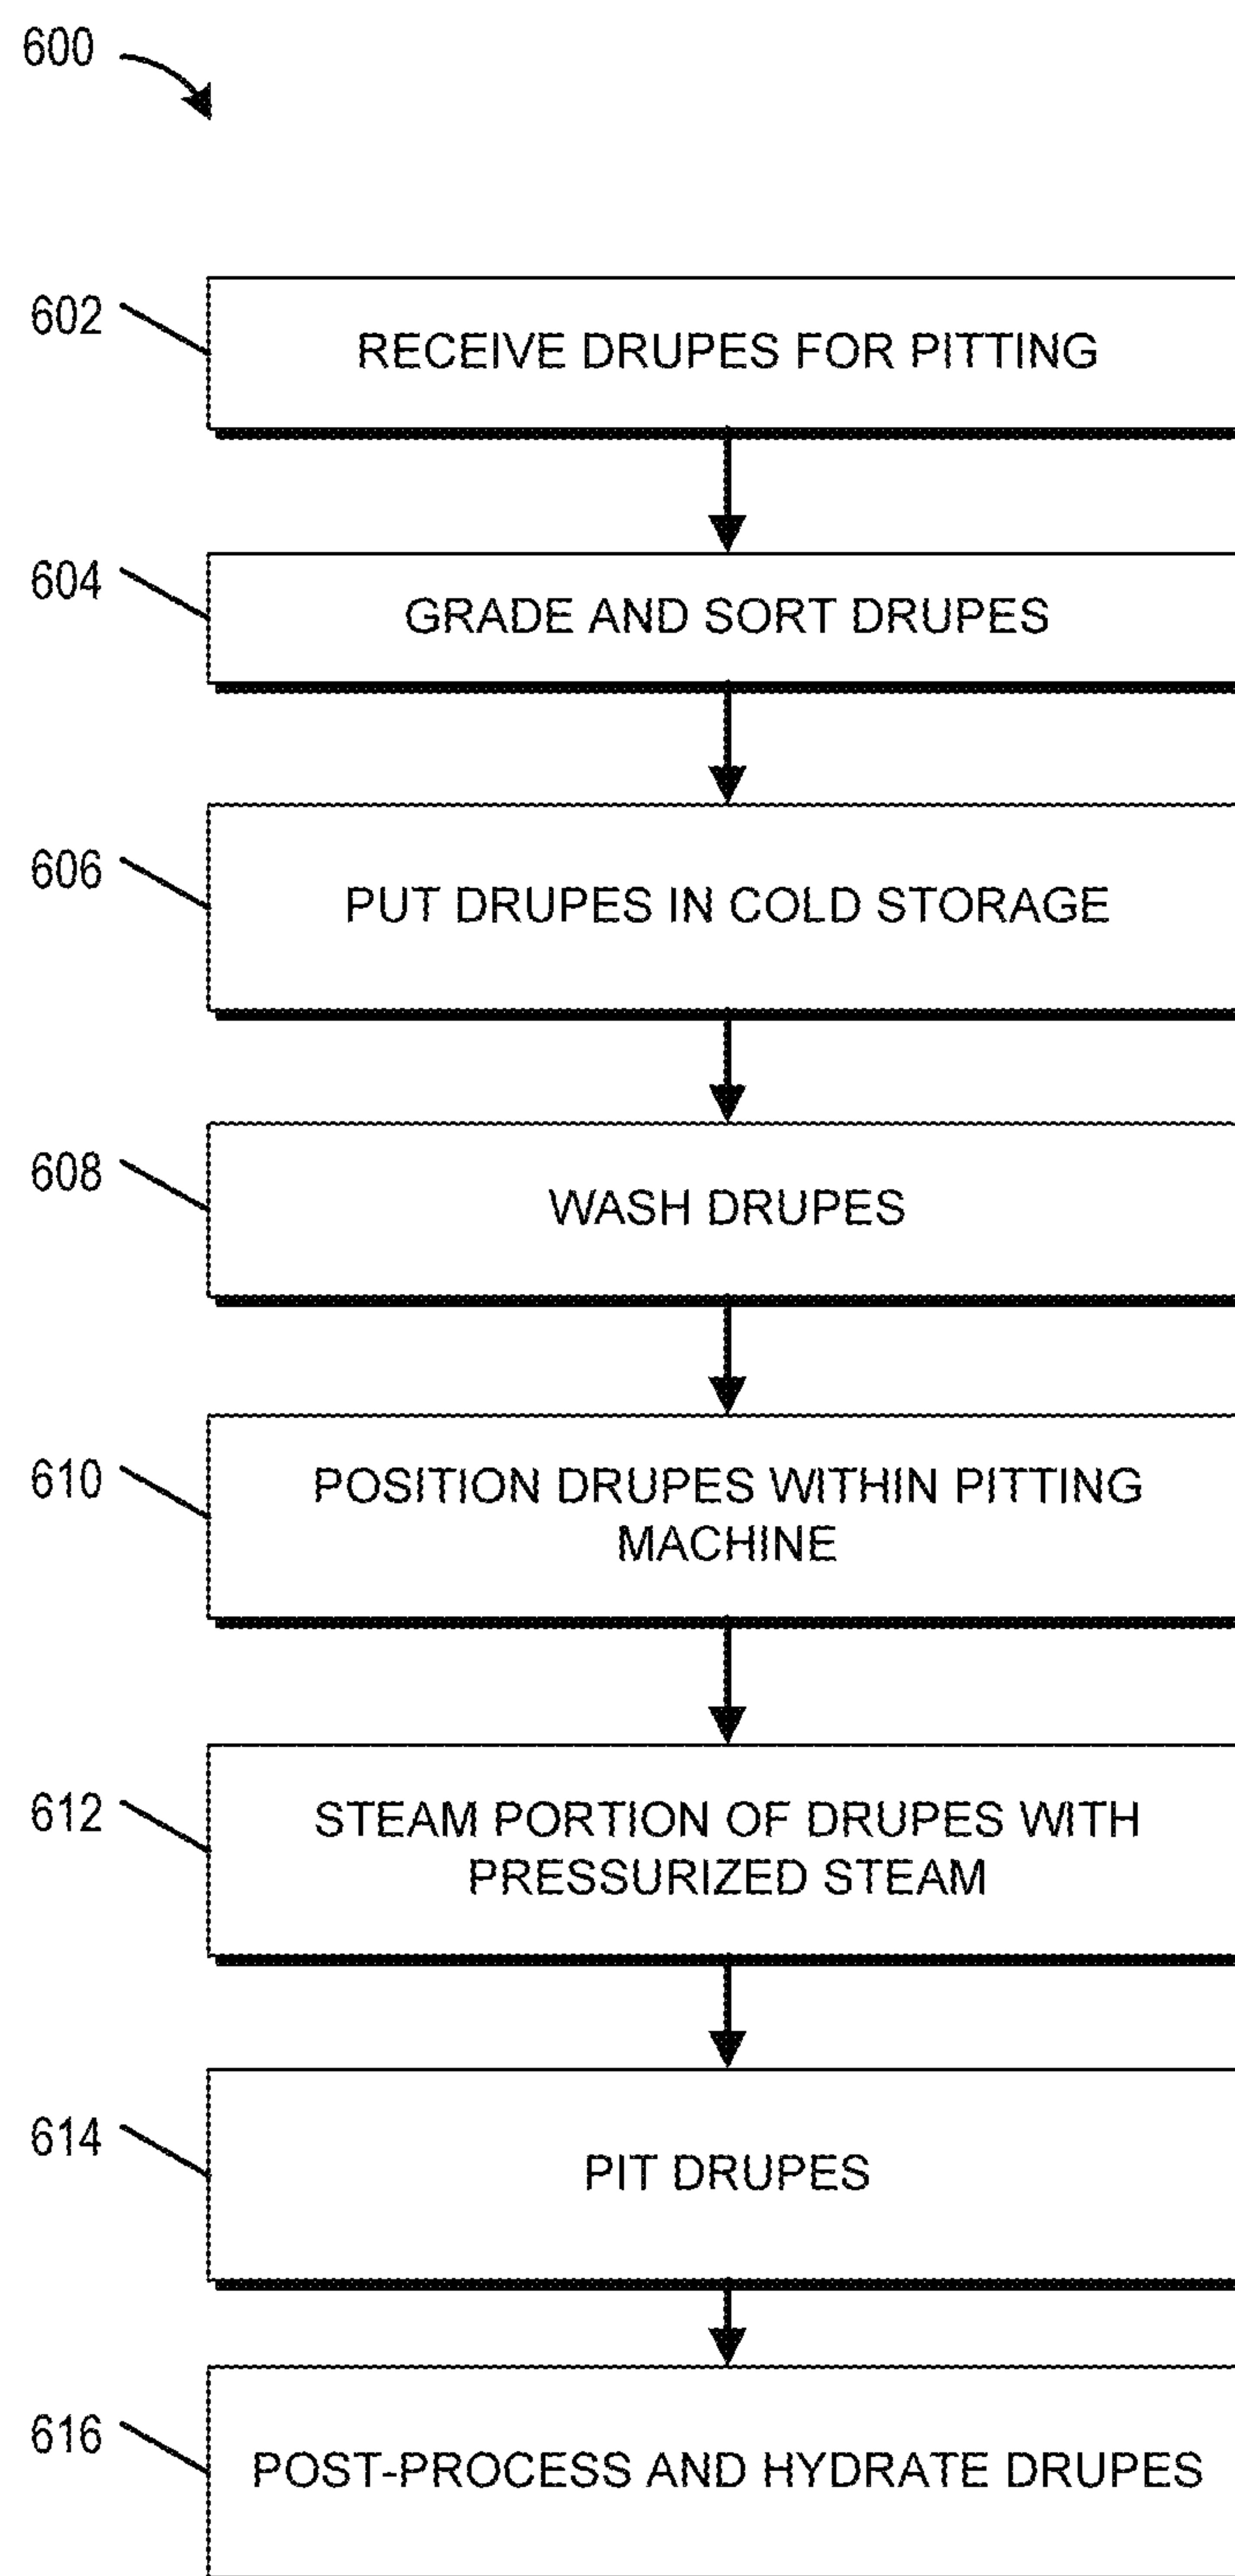 600
602
RECEIVE DRUPES FOR PITTING
604
GRADE AND SORT DRUPES
606
PUT DRUPES IN COLD STORAGE
608
WASH DRUPES
610
POSITION DRUPES WITHIN PITTING
MACHINE
612
STEAM PORTION OF DRUPES WITH
PRESSURIZED STEAM
614
PIT DRUPES
616
POST-PROCESS AND HYDRATE DRUPES